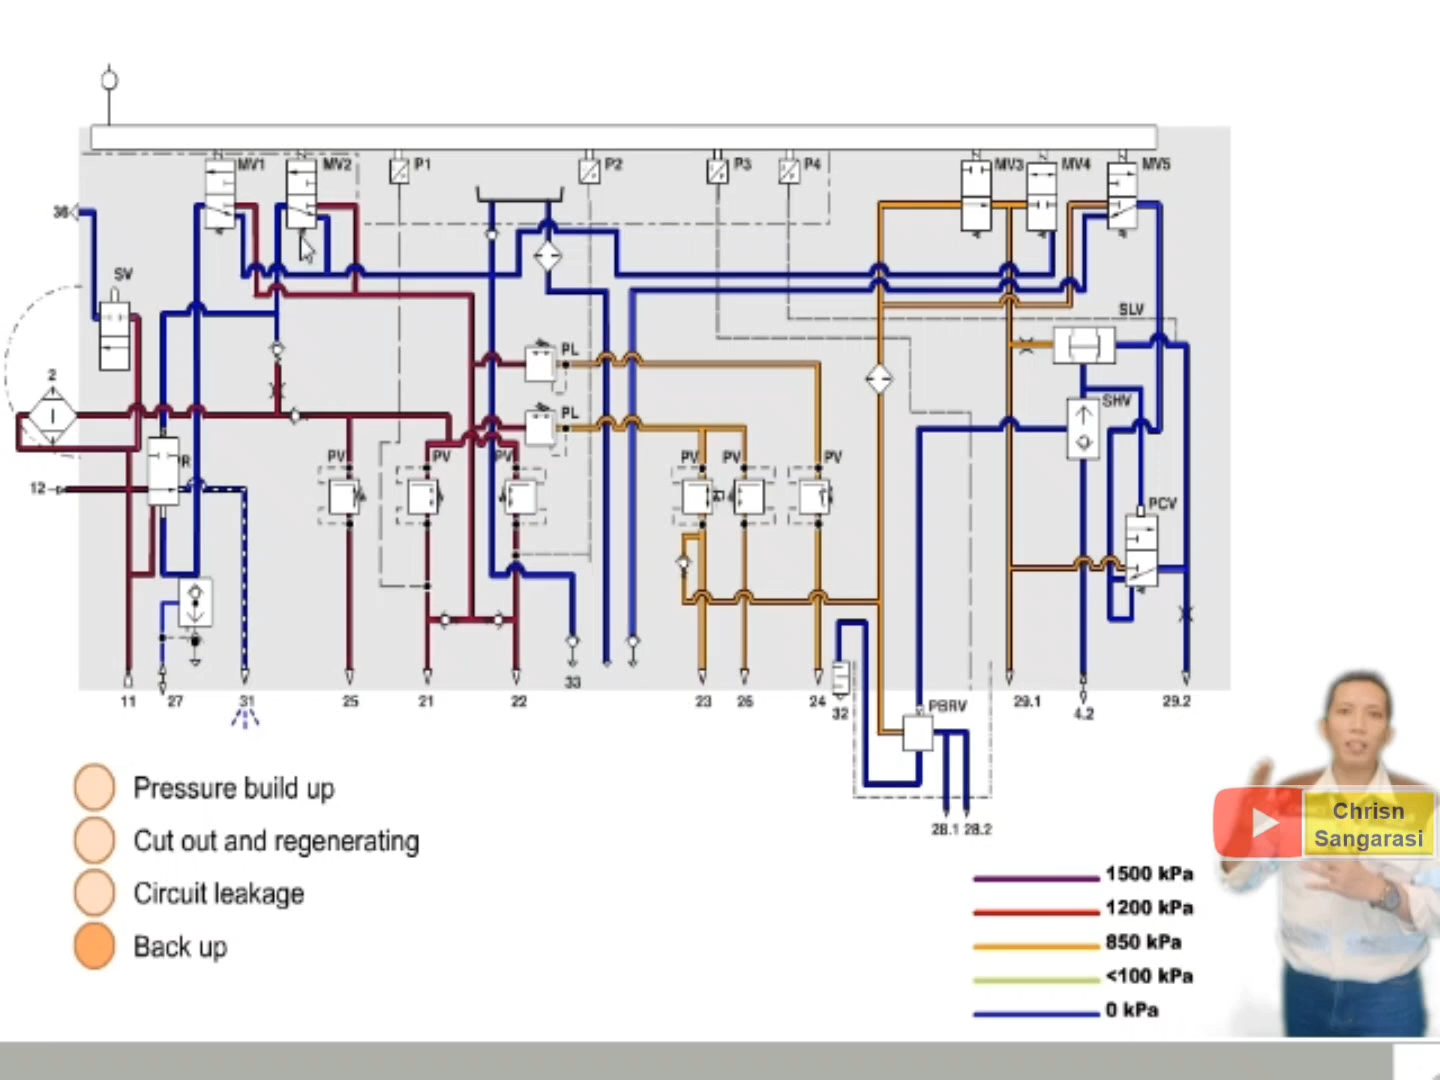 MV1 MV2 P1 P2 P3 P4 MV3 MV4 MV5
36
SV
SLV
PL
2
SHV
PL
R PV PV PV PV PV PV
12
PCV
33
11 27 31 25 21 22 23 26 24 32 29.1 4.2 29.2
PBRV
28.1 28.2
Pressure build up
Cut out and regenerating
Circuit leakage
Back up
Chrisn
Sangarasi
1500 kPa
1200 kPa
850 kPa
<100 kPa
0 kPa